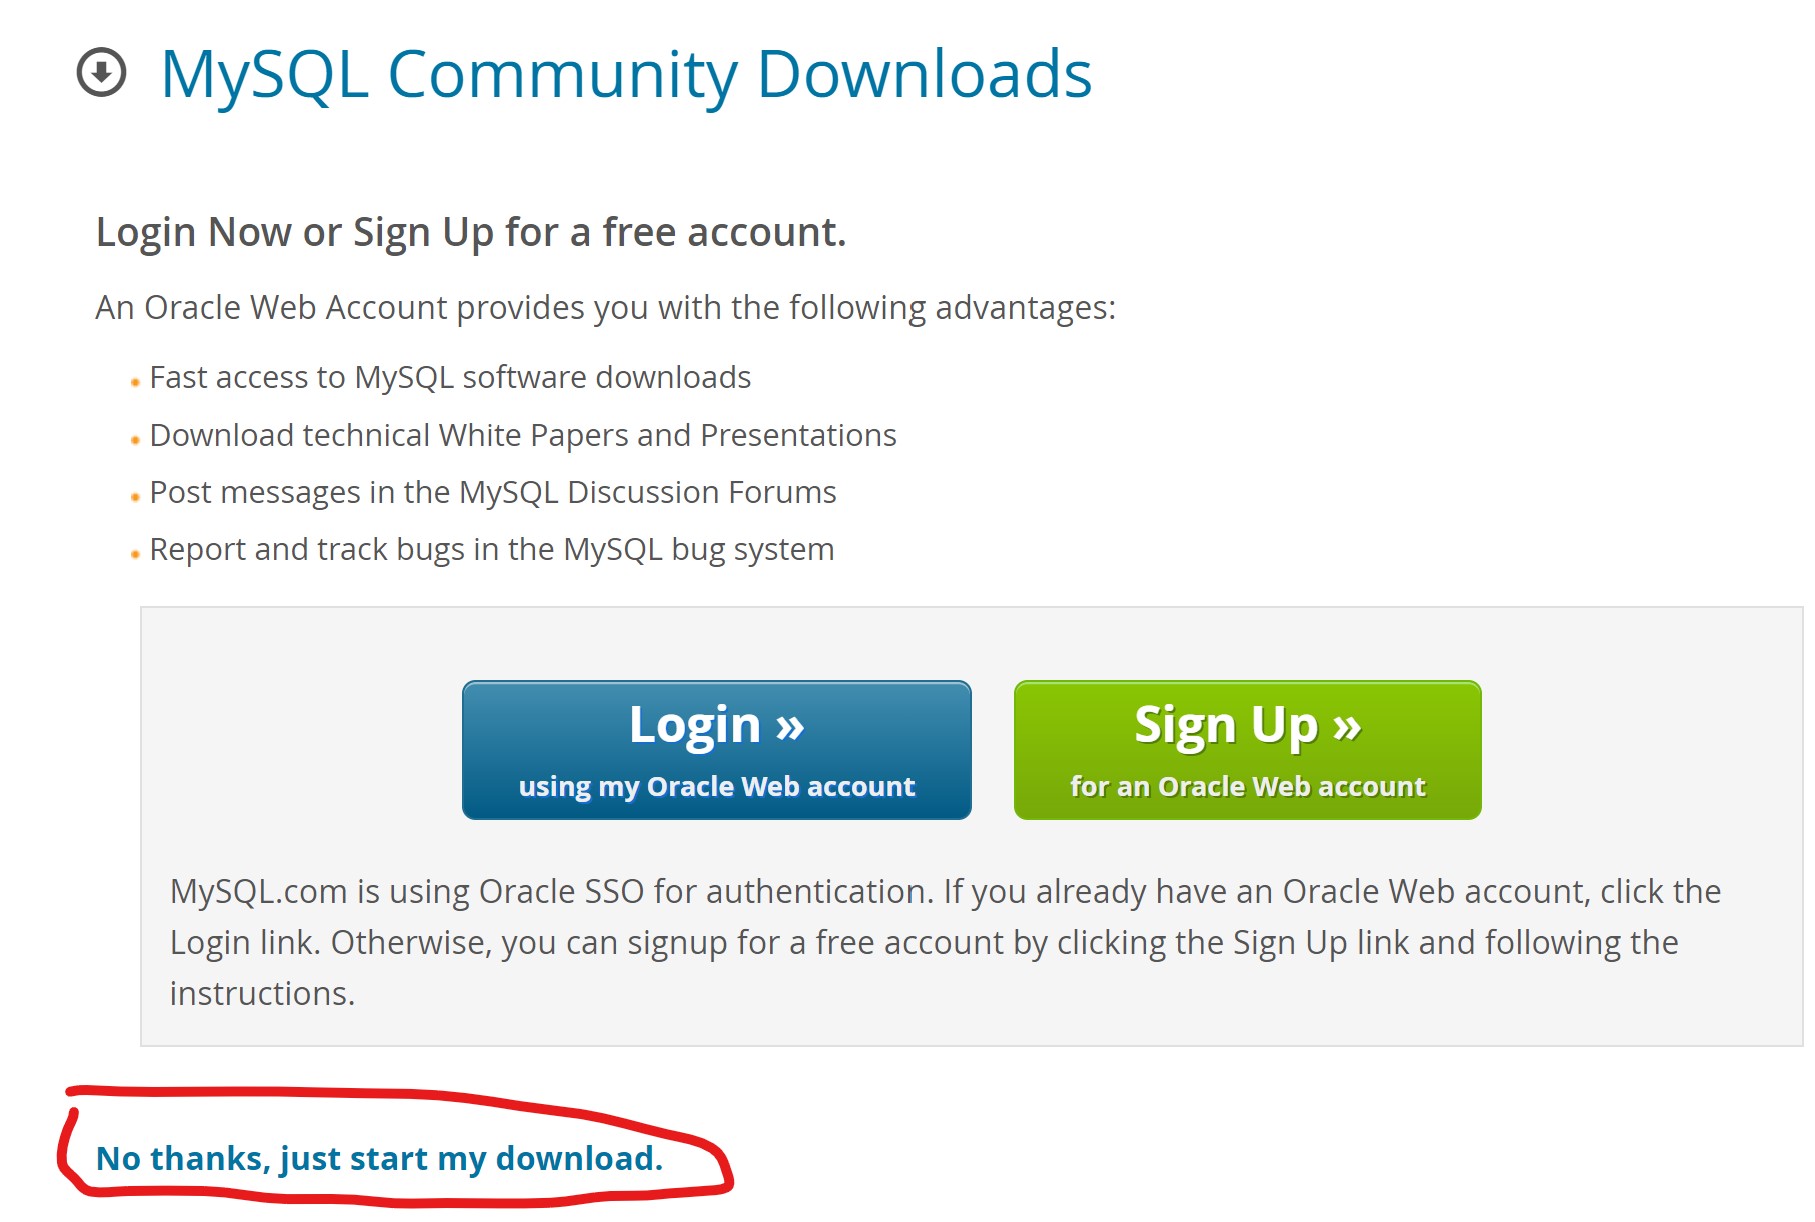 MySQL Community Downloads
Login Now or Sign Up for a free account.
An Oracle Web Account provides you with the following advantages:
Fast access to MySQL software downloads
Download technical White Papers and Presentations
Post messages in the MySQL Discussion Forums
Report and track bugs in the MySQL bug system
Login »
using my Oracle Web account
Sign Up »
for an Oracle Web account
MySQL.com is using Oracle SSO for authentication. If you already have an Oracle Web account, click the
Login link. Otherwise, you can signup for a free account by clicking the Sign Up link and following the
instructions.
No thanks, just start my download.